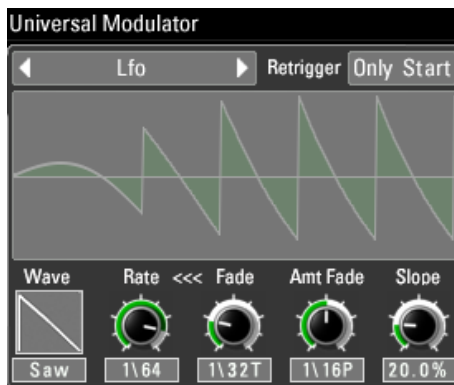 Universal Modulator
Lfo Retrigger Only Start
Wave Rate <<< Fade Amt Fade Slope
Saw 1\64 1\32T 1\16P 20.0%